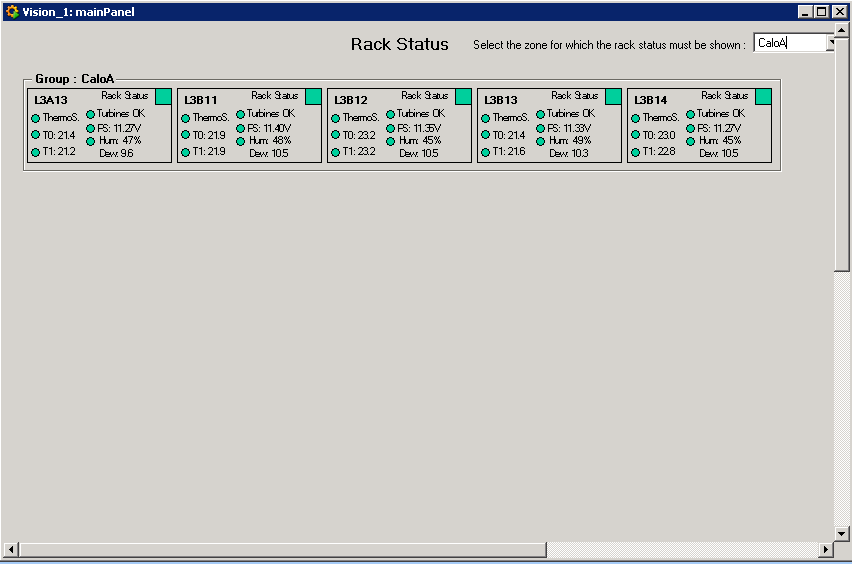 Vision_1: mainPanel
Rack Status Select the zone for which the rack status must be shown : CaloA
Group : CaloA
L3A13 Rack Status
Turbines OK
ThermoS.
FS: 11.27V
T0: 21.4
Hum: 47%
T1: 21.2
Dew: 9.6
L3B11 Rack Status
Turbines OK
ThermoS.
FS: 11.40V
T0: 21.9
Hum: 48%
T1: 21.9
Dew: 10.5
L3B12 Rack Status
Turbines OK
ThermoS.
FS: 11.35V
T0: 23.2
Hum: 45%
T1: 23.2
Dew: 10.5
L3B13 Rack Status
Turbines OK
ThermoS.
FS: 11.33V
T0: 21.4
Hum: 49%
T1: 21.6
Dew: 10.3
L3B14 Rack Status
Turbines OK
ThermoS.
FS: 11.27V
T0: 23.0
Hum: 45%
T1: 22.8
Dew: 10.5